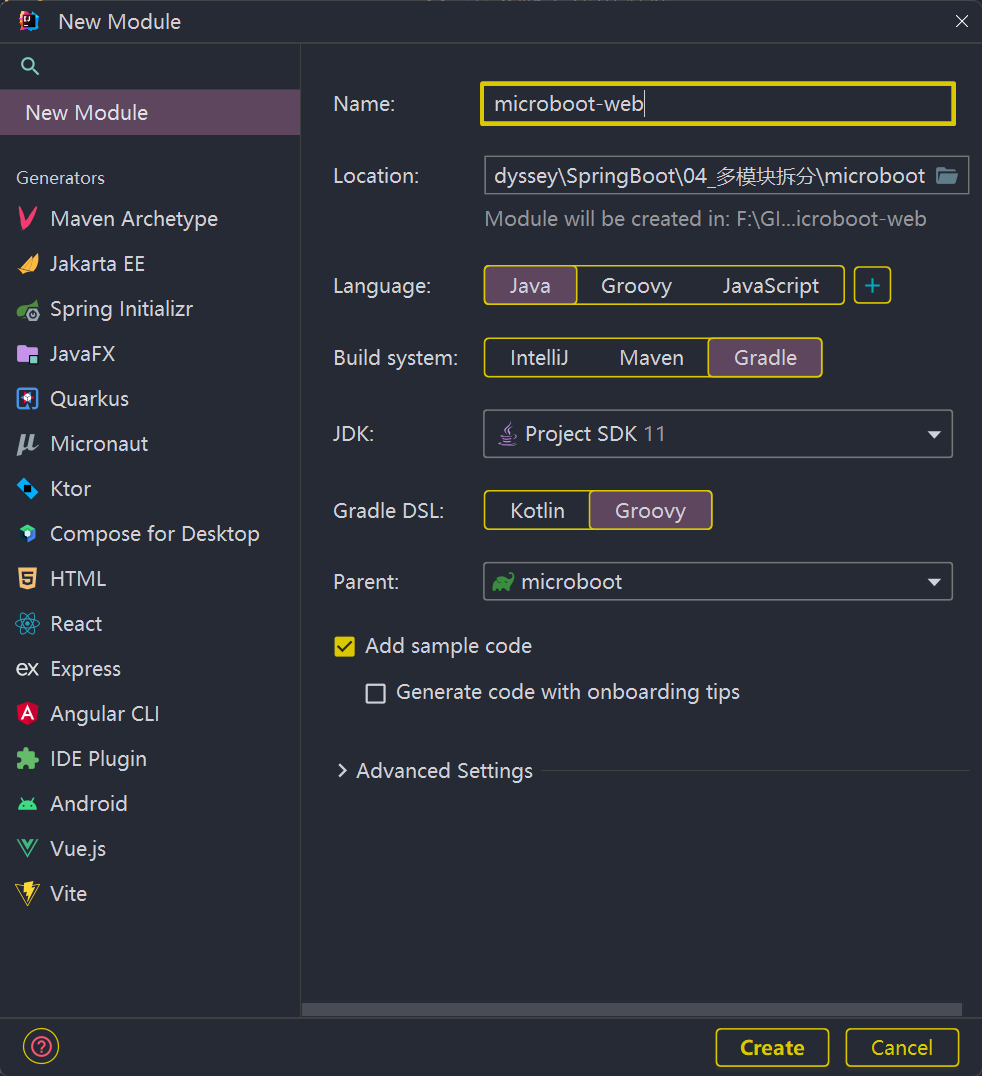 New Module
New Module
Generators
Maven Archetype
Jakarta EE
Spring Initializr
JavaFX
Quarkus
Micronaut
Ktor
Compose for Desktop
HTML
React
Express
Angular CLI
IDE Plugin
Android
Vue.js
Vite
Name: microboot-web
Location: dyssey\SpringBoot\04_多模块拆分\microboot
Module will be created in: F:\GI...icroboot-web
Language: Java Groovy JavaScript +
Build system: IntelliJ Maven Gradle
JDK: Project SDK 11
Gradle DSL: Kotlin Groovy
Parent: microboot
Add sample code
Generate code with onboarding tips
Advanced Settings
? Create Cancel